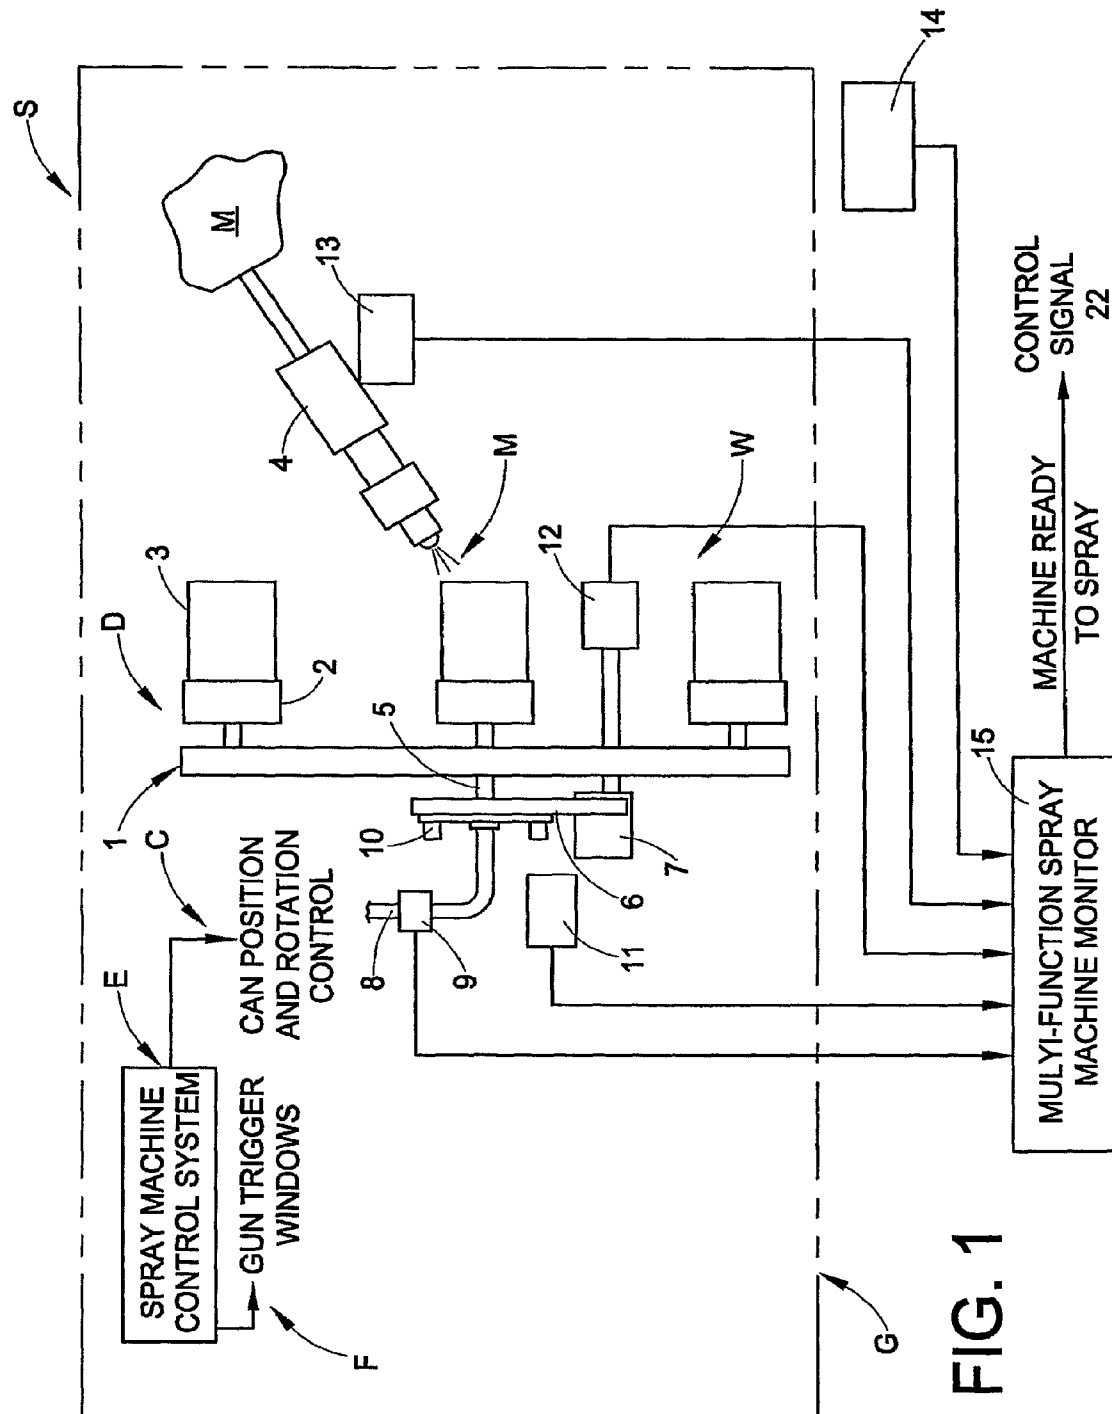 S
D
3
2
1
C
E
SPRAY MACHINE
CONTROL SYSTEM
CAN POSITION
AND ROTATION
CONTROL
GUN TRIGGER
WINDOWS
F
M
4
13
M
W
12
5
10
7
6
8
9
11
14
G
15
MULYI-FUNCTION SPRAY
MACHINE MONITOR
MACHINE READY
TO SPRAY
CONTROL
SIGNAL
22
FIG. 1